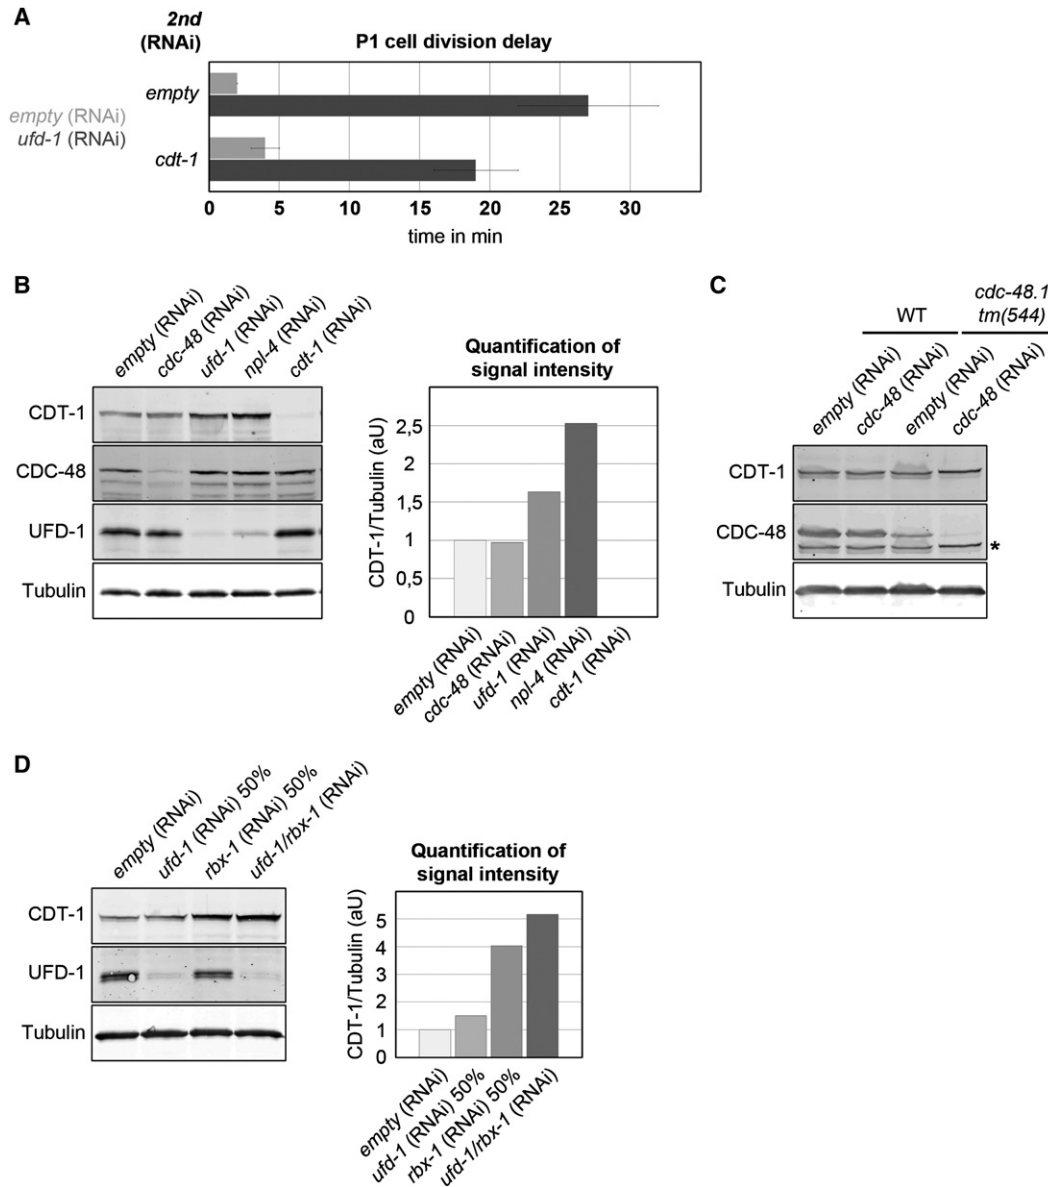 A
2nd
(RNAi)
P1 cell division delay
empty (RNAi)
ufd-1 (RNAi)
empty
cdt-1
0 5 10 15 20 25 30
time in min
B
empty (RNAi)
cdc-48 (RNAi)
ufd-1 (RNAi)
npl-4 (RNAi)
cdt-1 (RNAi)
CDT-1
CDC-48
UFD-1
Tubulin
Quantification of
signal intensity
CDT-1/Tubulin (aU)
2,5
2
1,5
1
0,5
0
empty (RNAi)
cdc-48 (RNAi)
ufd-1 (RNAi)
npl-4 (RNAi)
cdt-1 (RNAi)
C
WT
cdc-48.1
tm(544)
empty (RNAi)
cdc-48 (RNAi)
empty (RNAi)
cdc-48 (RNAi)
CDT-1
CDC-48
*
Tubulin
D
empty (RNAi)
ufd-1 (RNAi) 50%
rbx-1 (RNAi) 50%
ufd-1/rbx-1 (RNAi)
CDT-1
UFD-1
Tubulin
Quantification of
signal intensity
CDT-1/Tubulin (aU)
5
4
3
2
1
0
empty (RNAi)
ufd-1 (RNAi) 50%
rbx-1 (RNAi) 50%
ufd-1/rbx-1 (RNAi)